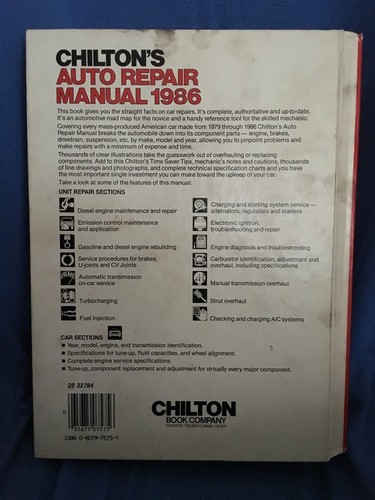 CHILTON'S
AUTO REPAIR
MANUAL 1986
This book gives you the straight facts on car repairs. It's complete, authoritative and up-to-date.
It's an automotive road map for the novice and handy reference tool for the skilled mechanic.
Covering every mass-produced American car made from 1979 through 1986 Chilton's Auto
Repair Manual breaks the automobile down into its component parts — engine, brakes,
drivetrain, suspension, etc. by make, model and year, allowing you to pinpoint problems and
make repairs with a minimum of expense and time.
Thousands of clear illustrations take the guesswork out of overhauling or replacing
components. Add to this Chilton's Time Saver Tips, mechanic's notes and cautions, thousands
of line drawings and photographs, and complete technical specification charts and you have
the most important single investment you can make toward the upkeep of your car.
Take a look at some of the features of this manual:
UNIT REPAIR SECTIONS
Diesel engine maintenance and repair
Emission control maintenance
and application
Gasoline and diesel engine rebuilding
Service procedures for brakes,
U-joints and CV Joints
Automatic transmission
on-car service
Turbocharging
Fuel injection
Charging and starting system service —
alternators, regulators and starters
Electronic ignition,
troubleshooting and repair
Engine diagnosis and troubleshooting
Carburetor identification, adjustment and
overhaul, including specifications
Manual transmission overhaul
Strut overhaul
Checking and charging A/C systems
CAR SECTIONS
■ Year, model, engine, and transmission identification.
■ Specifications for tune-up, fluid capacities, and wheel alignment.
■ Complete engine service specifications.
■ Tune-up, component replacement and adjustment for virtually every major component.
28 32784
0
35675 07575
ISBN 0-8019-7575-1
CHILTON
BOOK COMPANY
RADNOR, PENNSYLVANIA 19089